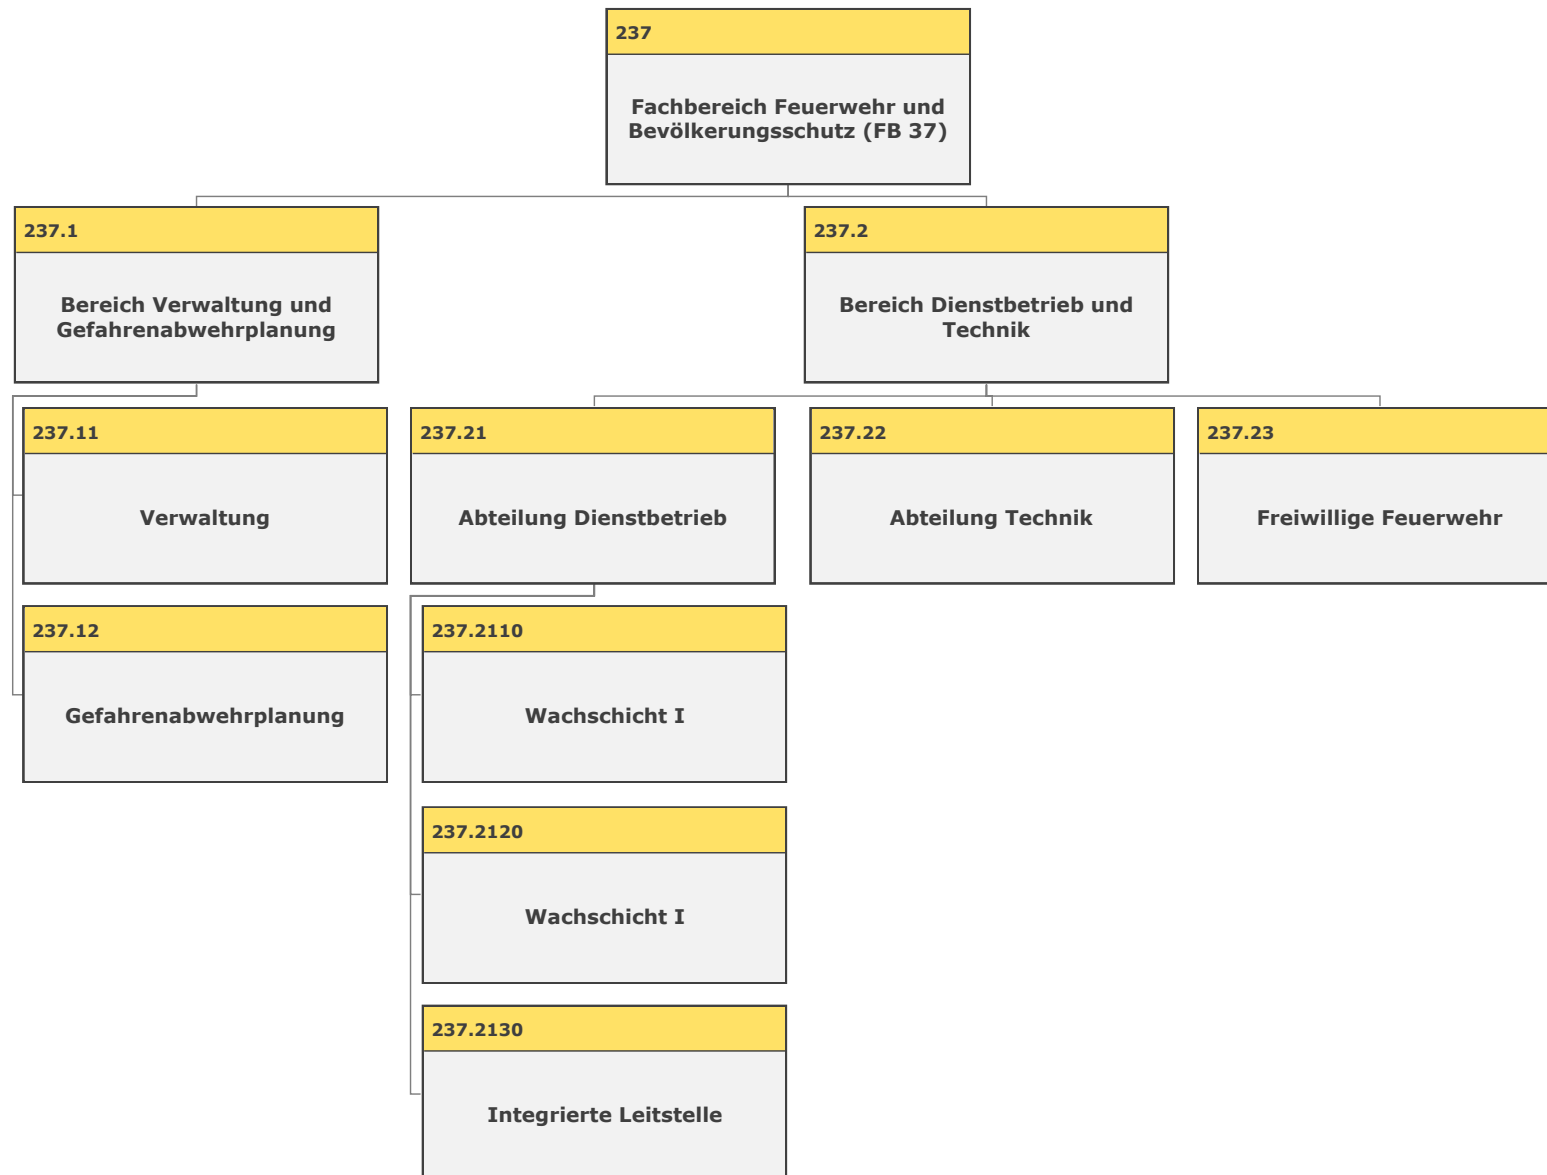 237
Fachbereich Feuerwehr und
Bevölkerungsschutz (FB 37)
237.1
Bereich Verwaltung und
Gefahrenabwehrplanung
237.2
Bereich Dienstbetrieb und
Technik
237.11
Verwaltung
237.21
Abteilung Dienstbetrieb
237.22
Abteilung Technik
237.23
Freiwillige Feuerwehr
237.12
Gefahrenabwehrplanung
237.2110
Wachschicht I
237.2120
Wachschicht I
237.2130
Integrierte Leitstelle